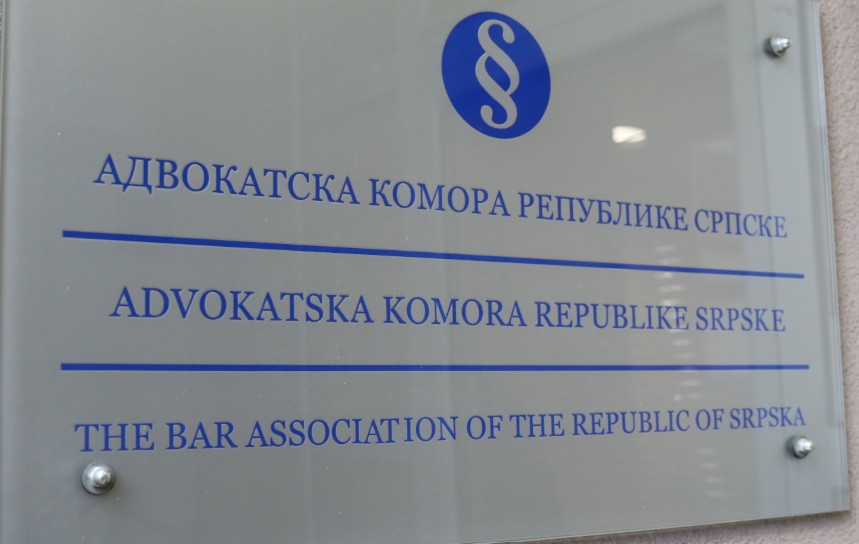 §
АДВОКАТСКА КОМОРА РЕПУБЛИКЕ СРПСКЕ
ADVOKATSKA KOMORA REPUBLIKE SRPSKE
THE BAR ASSOCIATION OF THE REPUBLIC OF SRPSKA